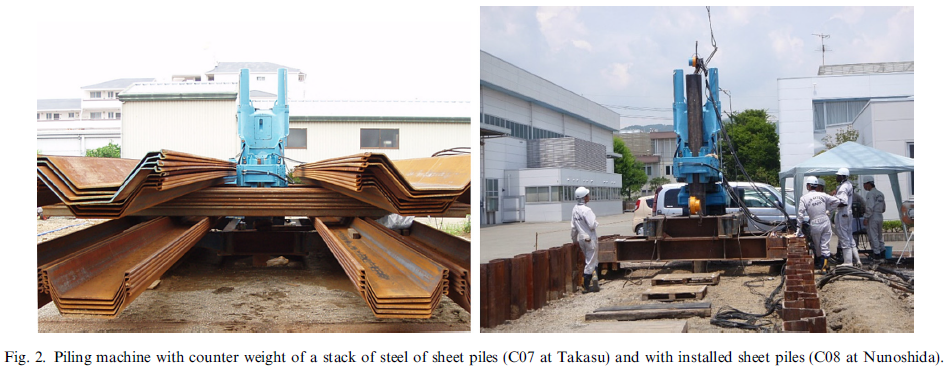 Fig. 2. Piling machine with counter weight of a stack of steel of sheet piles (C07 at Takasu) and with installed sheet piles (C08 at Nunoshida).